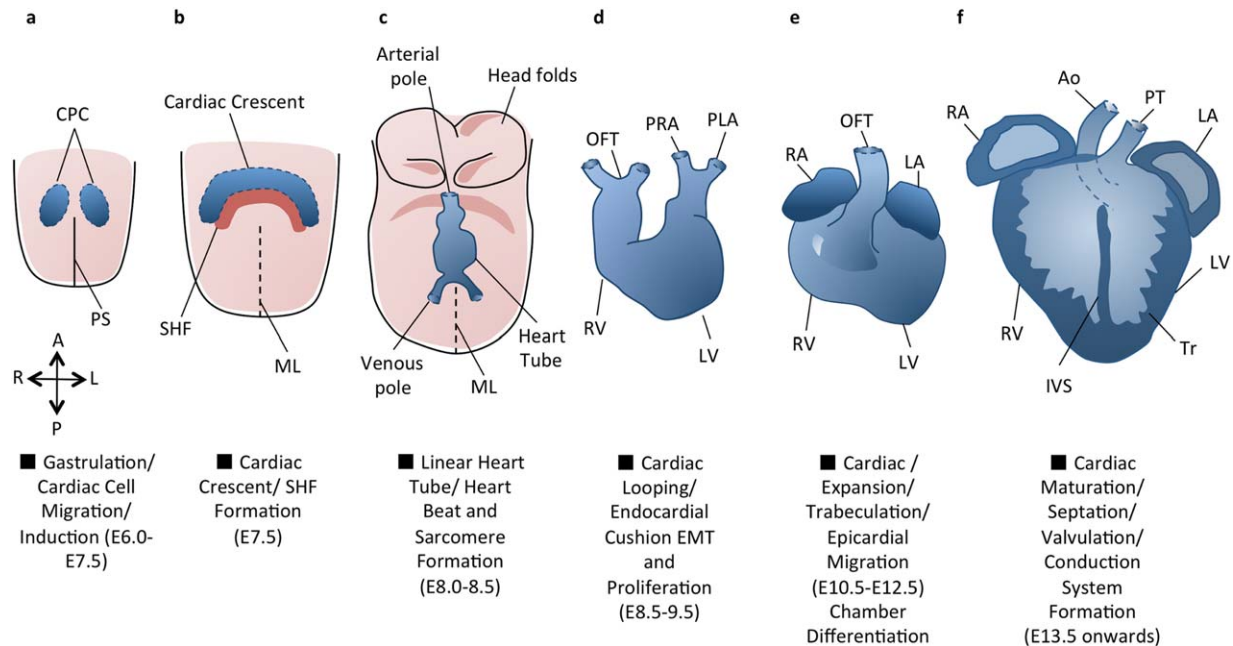 a
b
c
d
e
f
CPC
PS
A
R
L
P
Cardiac Crescent
SHF
ML
Arterial
pole
Head folds
Venous
pole
ML
Heart
Tube
OFT
PRA
PLA
RV
LV
OFT
RA
LA
RV
LV
Ao
PT
RA
LA
LV
RV
Tr
IVS
■ Gastrulation/
Cardiac Cell
Migration/
Induction (E6.0-
E7.5)
■ Cardiac
Crescent/ SHF
Formation
(E7.5)
■ Linear Heart
Tube/ Heart
Beat and
Sarcomere
Formation
(E8.0-8.5)
■ Cardiac
Looping/
Endocardial
Cushion EMT
and
Proliferation
(E8.5-9.5)
■ Cardiac /
Expansion/
Trabeculation/
Epicardial
Migration
(E10.5-E12.5)
Chamber
Differentiation
■ Cardiac
Maturation/
Septation/
Valvulation/
Conduction
System
Formation
(E13.5 onwards)